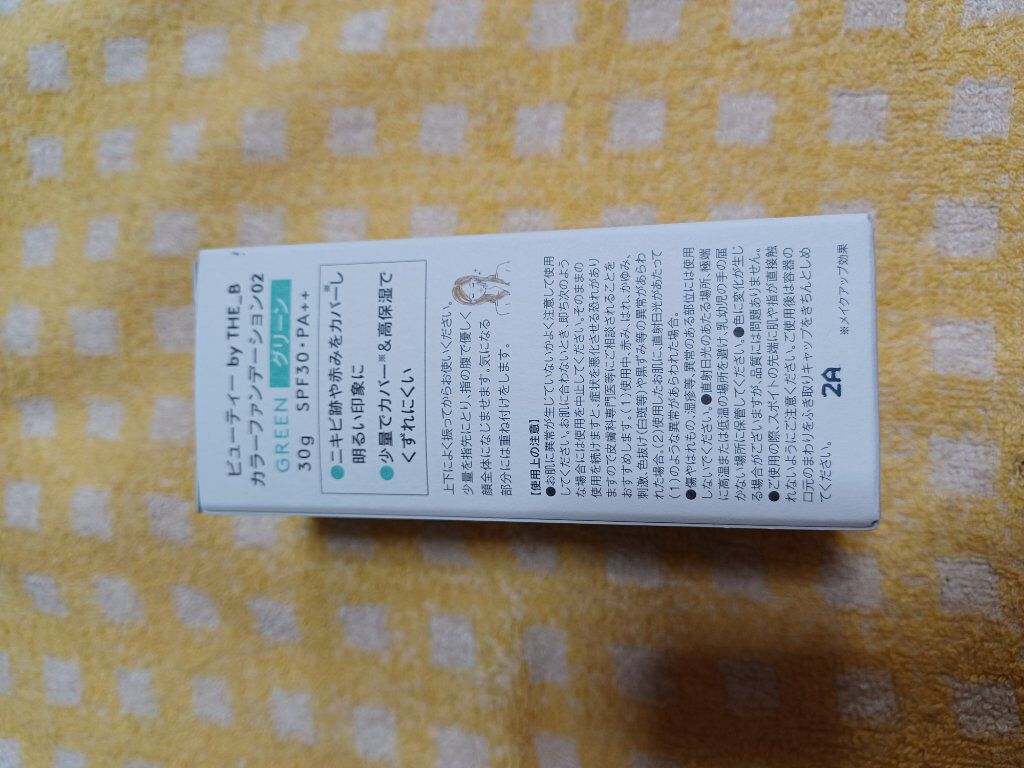 ビューティー by THE_B
カラーファンデーション02
GREEN グリーン
30g SPF30・PA++
●ニキビ跡や赤みをカバーし
明るい印象に※
●少量でカバー※&高保湿で
くずれにくい
上下によく振ってからお使いください。
少量を指先にとり、指の腹で優しく
顔全体になじませます。気になる
部分には重ね付けをします。
【使用上の注意】
●お肌に異常が生じていないかよく注意して使用
してください。お肌に合わないとき、即ち次のよう
な場合には使用を中止してください。そのままの
使用を続けますと、症状を悪化させる恐れがあり
ますので皮膚科専門医等にご相談されることを
おすすめします。(1)使用中、赤み、はれ、かゆみ、
刺激、色抜け(白斑等)や黒ずみ等の異常があらわ
れた場合。(2)使用したお肌に、直射日光があたって
(1)のような異常があらわれた場合。
●傷やはれもの、湿疹等、異常のある部位には使用
しないでください。●直射日光のあたる場所、極端
に高温または低温の場所を避け、乳幼児の手の届
かない場所に保管してください。●色に変化が生じ
る場合がございますが、品質には問題ありません。
●ご使用の際、スポイトの先端に肌や指が直接触
れないようにご注意ください。ご使用後は容器の
口元のまわりをふき取りキャップをきちんとしめ
てください。
2A
※メイクアップ効果